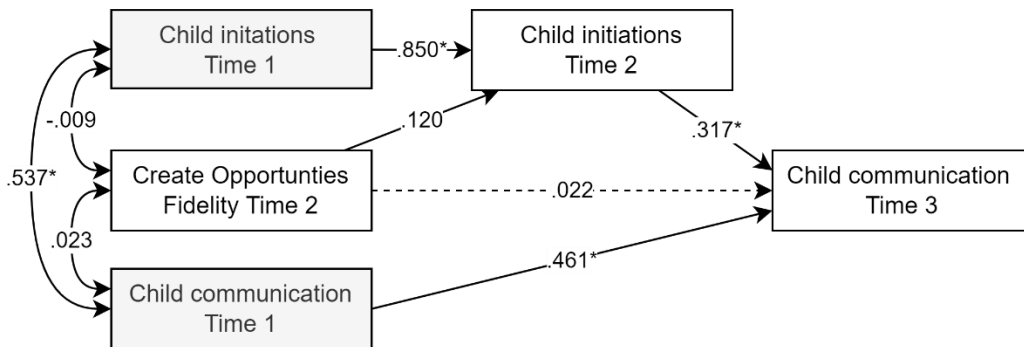 Child initations
Time 1
.850*
Child initiations
Time 2
-.009
.120
.317*
.537*
Create Opportunties
Fidelity Time 2
.022
Child communication
Time 3
.023
.461*
Child communication
Time 1